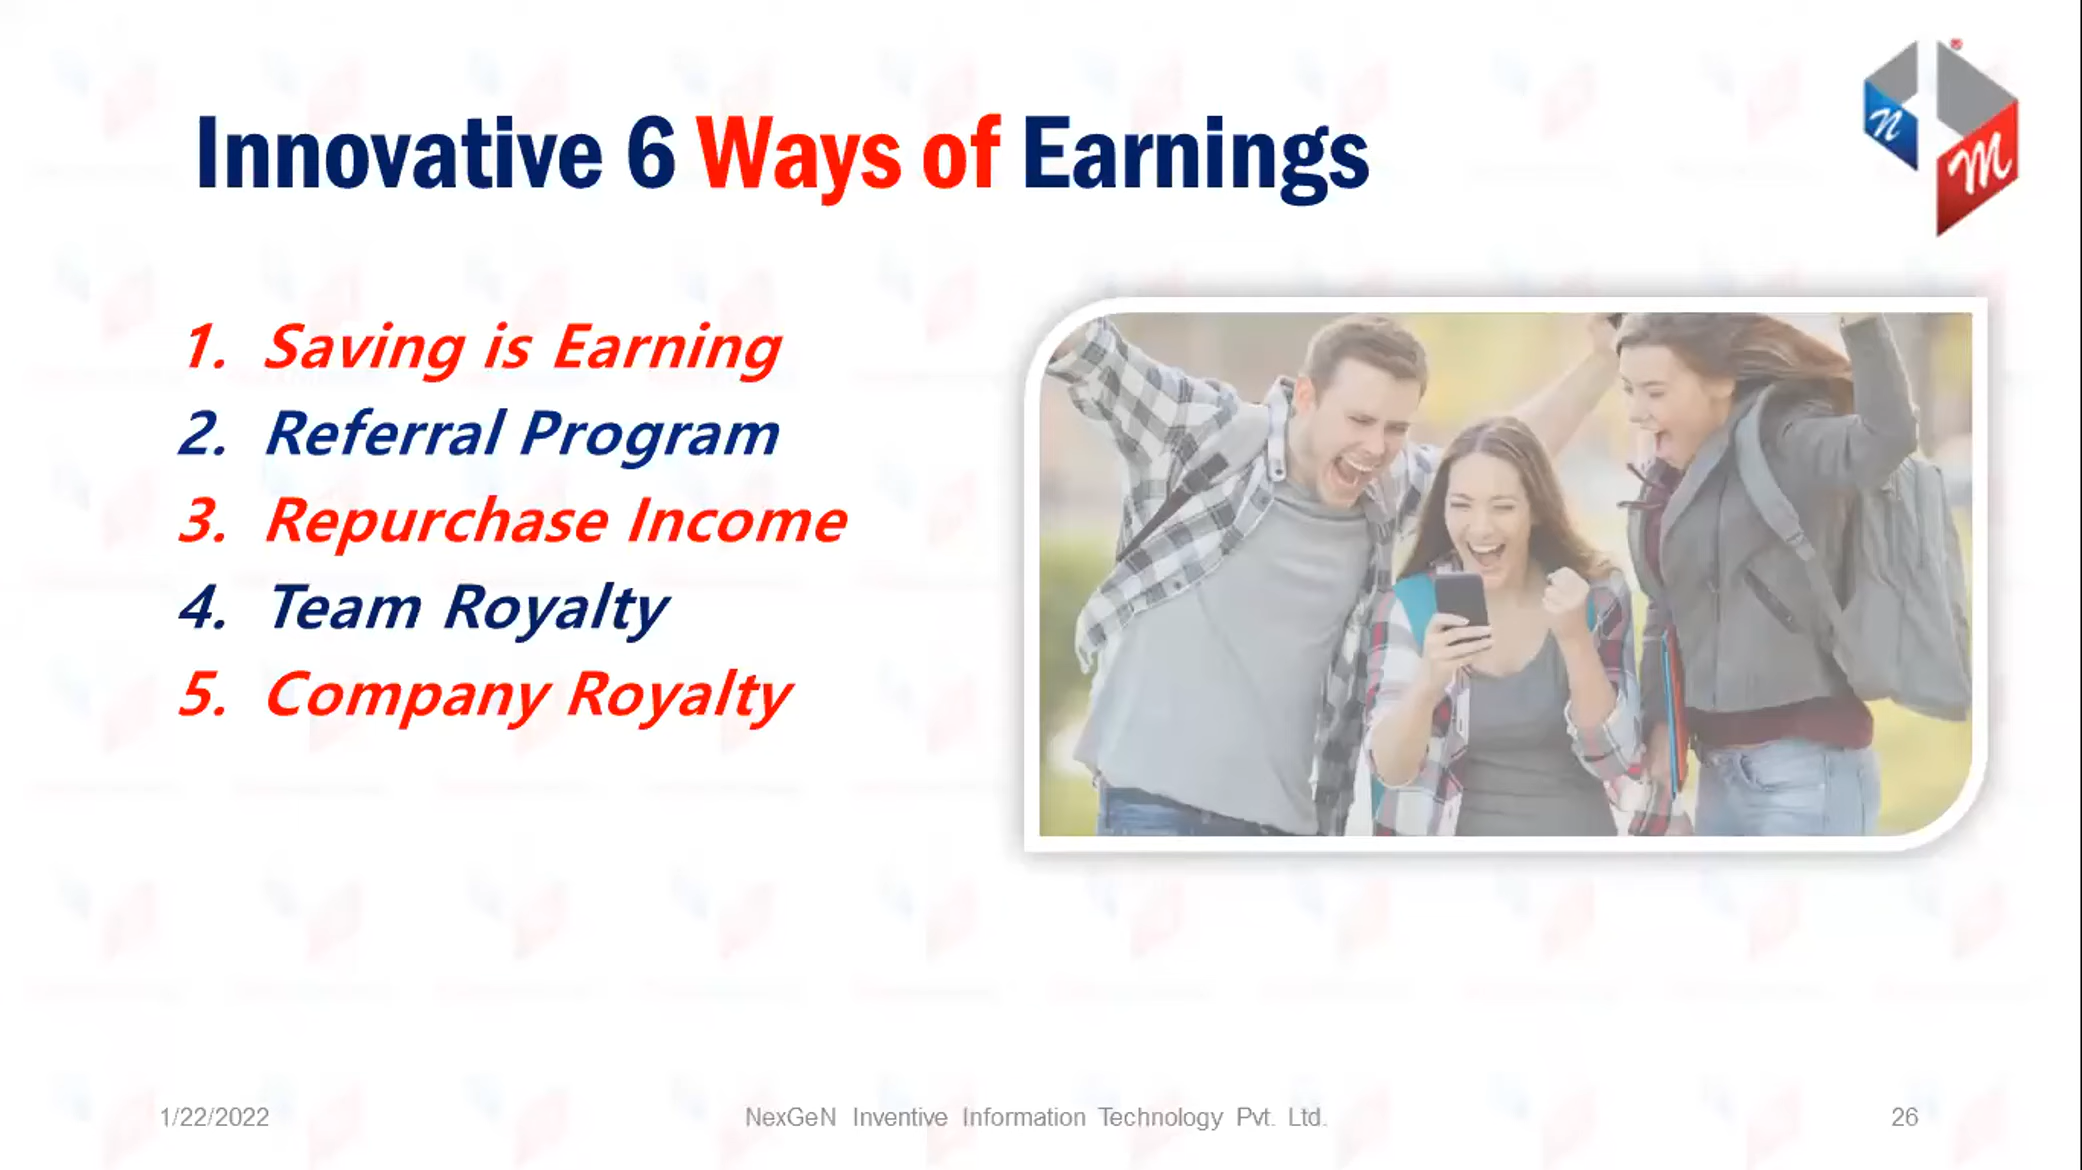 Innovative 6 Ways of Earnings
n
M
1. Saving is Earning
2. Referral Program
3. Repurchase Income
4. Team Royalty
5. Company Royalty
1/22/2022
NexGeN Inventive Information Technology Pvt. Ltd.
26